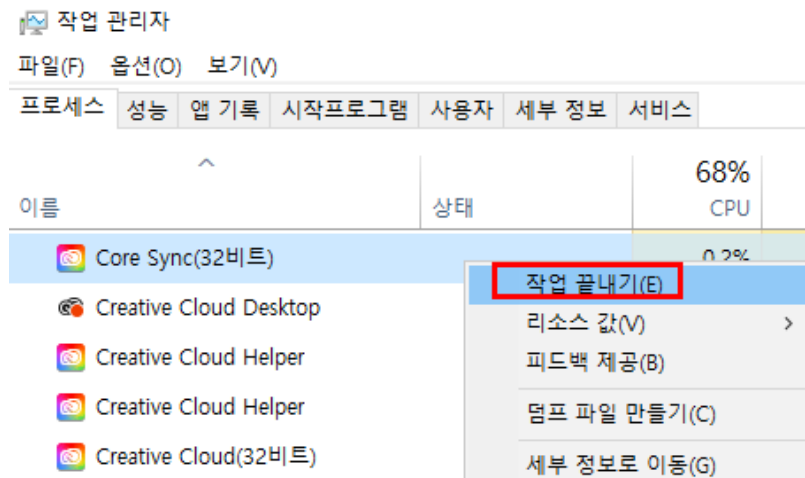 작업 관리자
파일(F) 옵션(O) 보기(V)
프로세스 성능 앱 기록 시작프로그램 사용자 세부 정보 서비스
68%
이름 상태 CPU
Core Sync(32비트) 0.2%
작업 끝내기(E)
Creative Cloud Desktop
리소스 값(V)
Creative Cloud Helper
피드백 제공(B)
Creative Cloud Helper
덤프 파일 만들기(C)
Creative Cloud(32비트)
세부 정보로 이동(G)